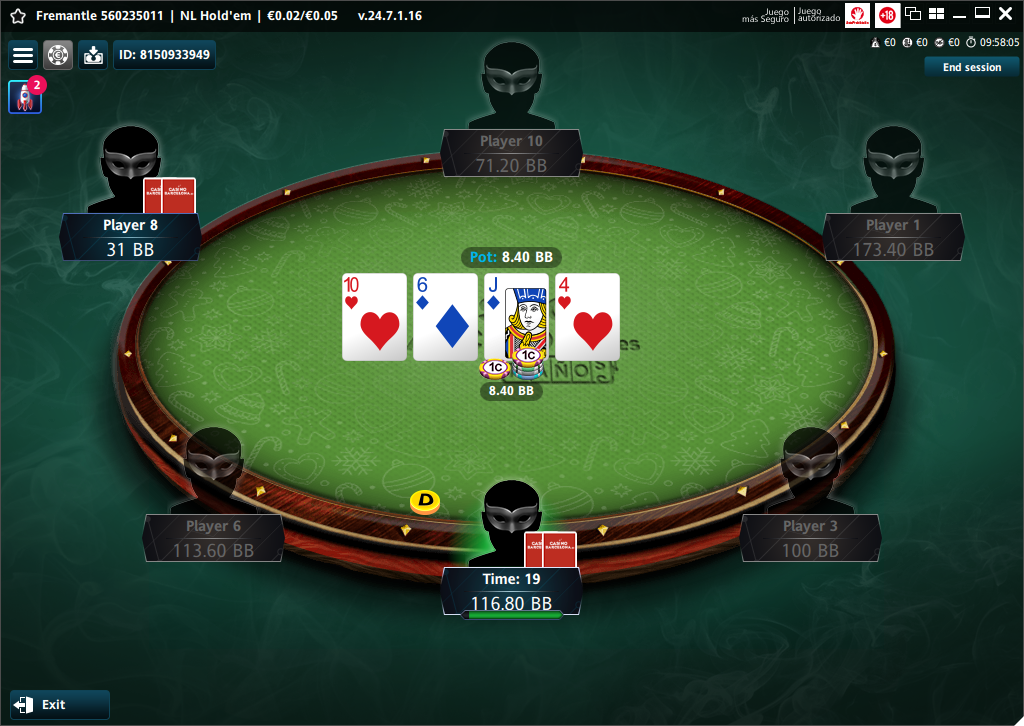 Fremantle 560235011 | NL Hold'em | €0.02/€0.05 v.24.7.1.16
Juego más Seguro
Juego autorizado
+18
ID: 8150933949
€0 €0 €0 09:58:05
End session
2
Player 10
71.20 BB
Player 8
31 BB
Player 1
173.40 BB
Pot: 8.40 BB
10
6
J
4
1C
1C
8.40 BB
D
Player 6
113.60 BB
Player 3
100 BB
Time: 19
116.80 BB
Exit